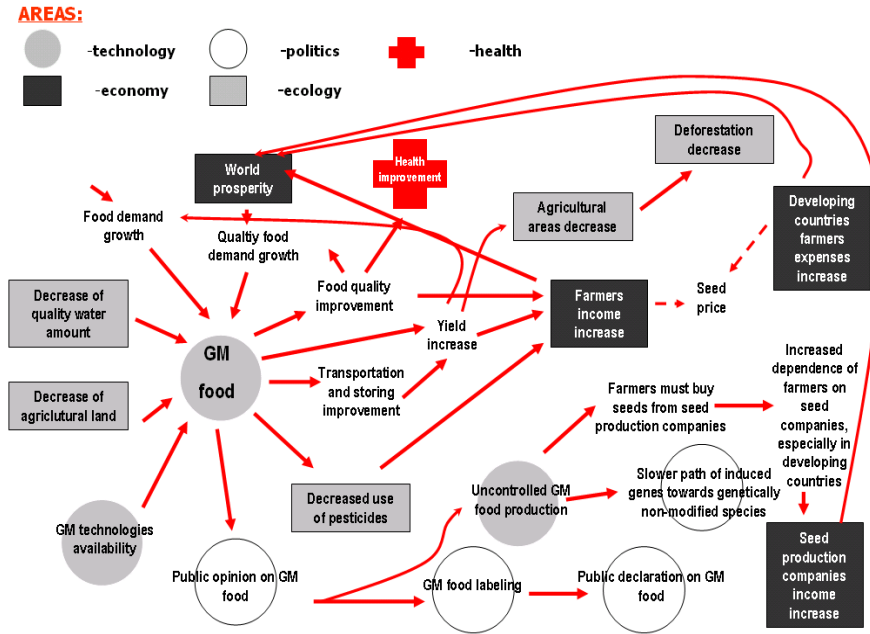 AREAS:
-technology
-politics
-health
-economy
-ecology
Deforestation
decrease
World
prosperity
Health
improvement
Developing
countries
farmers
expenses
increase
Agricultural
areas decrease
Food demand
growth
Qualtiy food
demand growth
Food quality
improvement
Seed
price
Decrease of
quality water
amount
Farmers
income
increase
Yield
increase
GM
food
Transportation
and storing
improvement
Increased
dependence of
farmers on
seed
companies,
especially in
developing
countries
Decrease of
agriclutural land
Farmers must buy
seeds from seed
production companies
Uncontrolled GM
food production
Slower path of induced
genes towards genetically
non-modified species
Decreased use
of pesticides
GM technologies
availability
Seed
production
companies
income
increase
Public opinion on GM
food
GM food labeling
Public declaration on GM
food